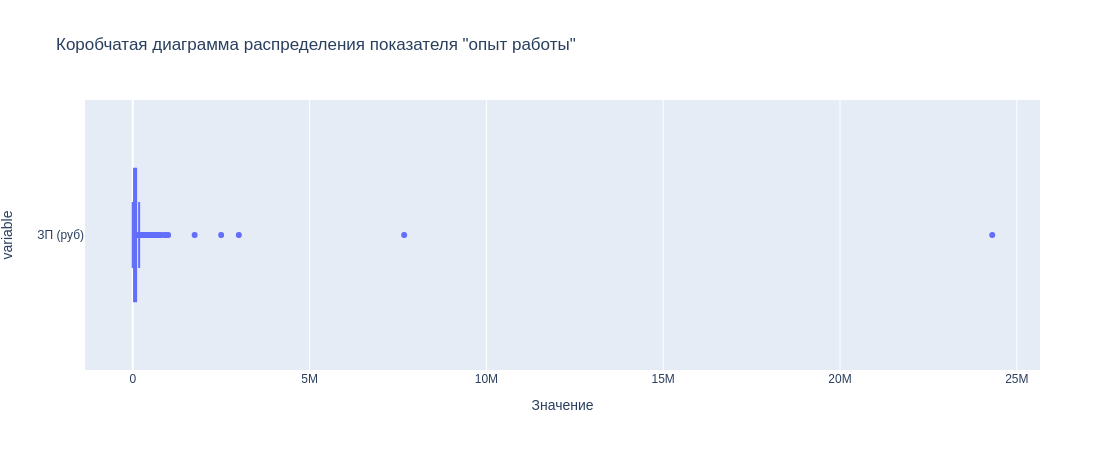 Коробчатая диаграмма распределения показателя "опыт работы"
variable
ЗП (руб)
0 5M 10M 15M 20M 25M
Значение